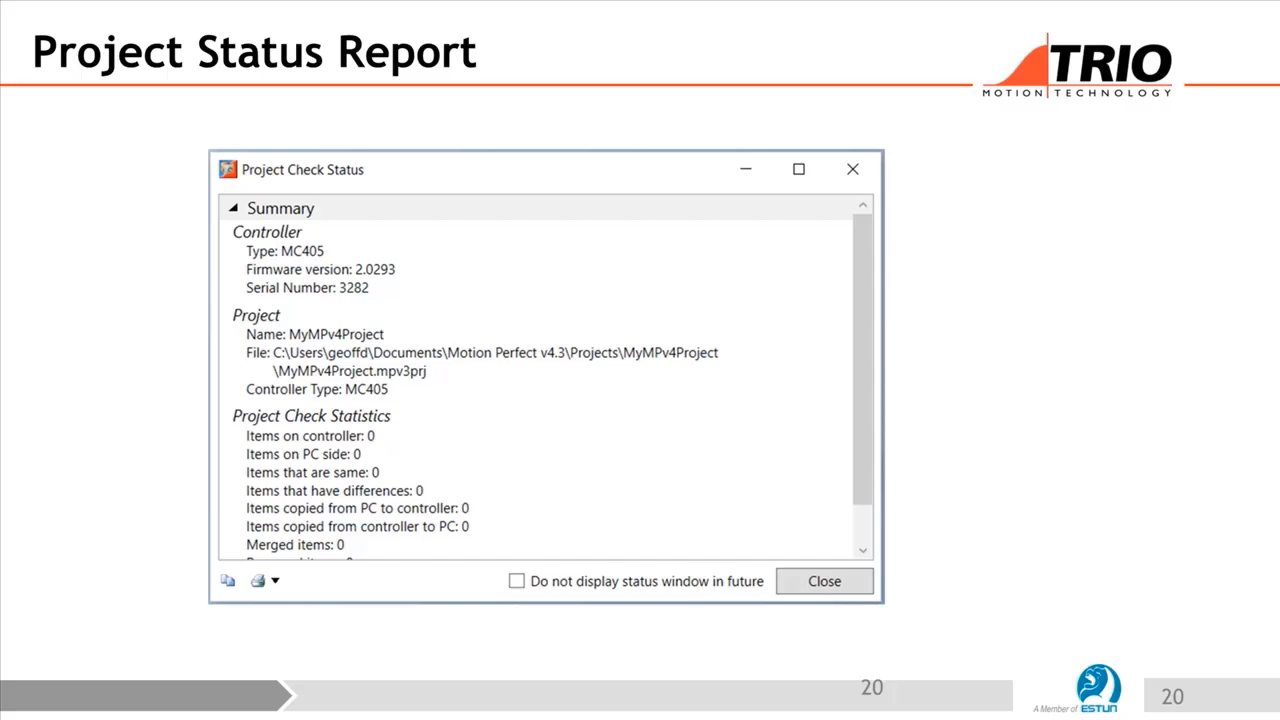 Project Status Report
TRIO
MOTION TECHNOLOGY
Project Check Status
Summary
Controller
Type: MC405
Firmware version: 2.0293
Serial Number: 3282
Project
Name: MyMPv4Project
File: C:\Users\geoffd\Documents\Motion Perfect v4.3\Projects\MyMPv4Project
\MyMPv4Project.mpv3prj
Controller Type: MC405
Project Check Statistics
Items on controller: 0
Items on PC side: 0
Items that are same: 0
Items that have differences: 0
Items copied from PC to controller: 0
Items copied from controller to PC: 0
Merged items: 0
Do not display status window in future
Close
20
A Member of ESTUN
20